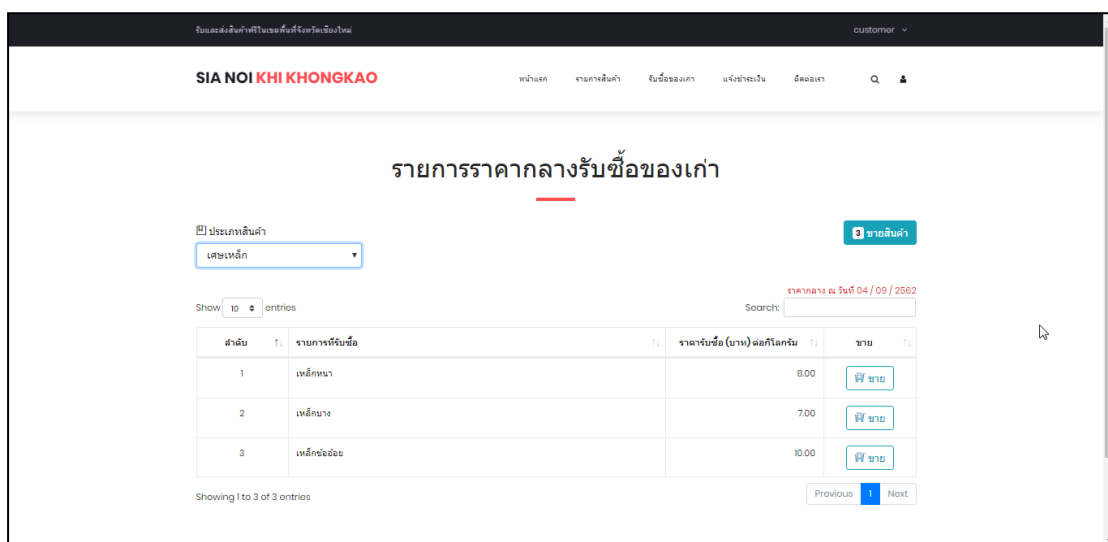 รับและส่งสินค้าฟรีในเขตพื้นที่จังหวัดเชียงใหม่ customer
SIA NOI KHI KHONGKAO หน้าแรก รายการสินค้า รับซื้อของเก่า แจ้งชำระเงิน ติดต่อเรา
รายการราคากลางรับซื้อของเก่า
ประเภทสินค้า
3 ขายสินค้า
เศษเหล็ก
ราคากลาง ณ วันที่ 04 / 09 / 2562
Show 10 entries Search:
ลำดับ รายการที่รับซื้อ ราคารับซื้อ (บาท) ต่อกิโลกรัม ขาย
1 เหล็กหนา 8.00 ขาย
2 เหล็กบาง 7.00 ขาย
3 เหล็กข้ออ้อย 10.00 ขาย
Showing 1 to 3 of 3 entries Previous 1 Next